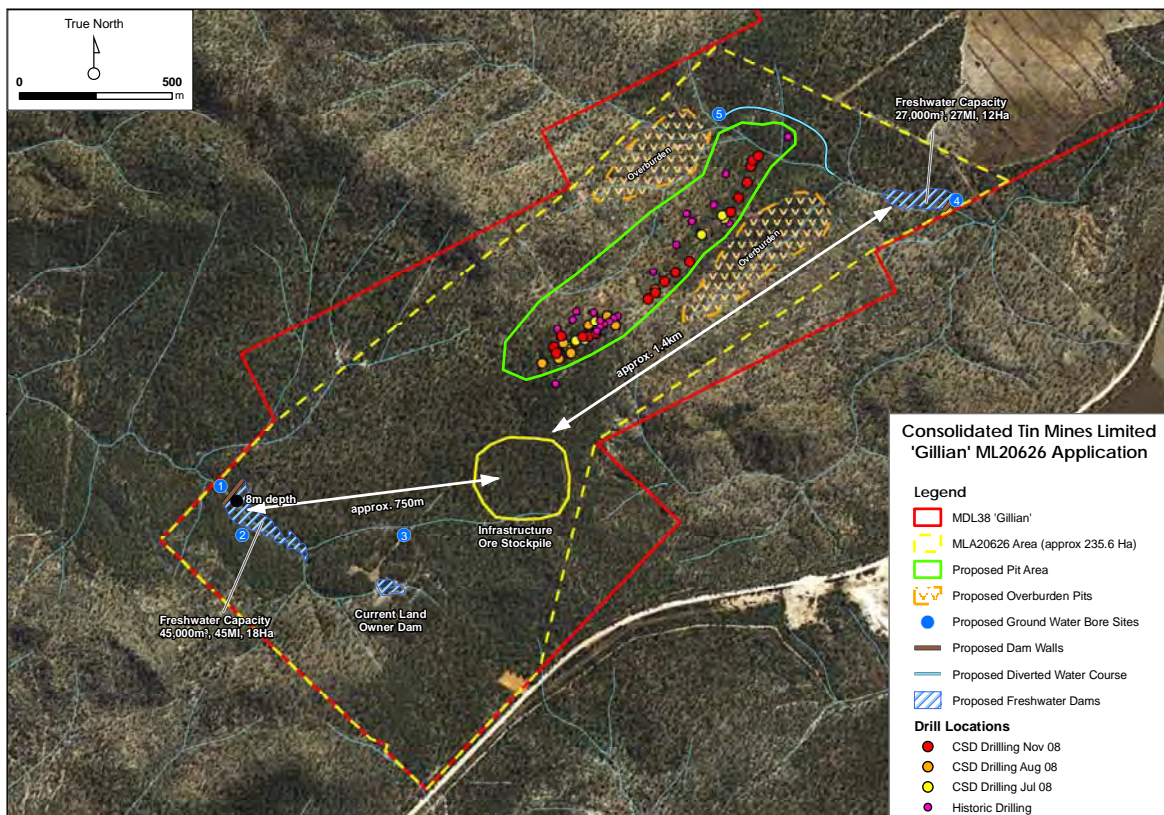 True North
0
500
m
5
Freshwater Capacity
27,000m³, 27Ml, 12Ha
Overburden
4
Overburden
approx. 1.4km
1
8m depth
approx. 750m
2
3
Infrastructure
Ore Stockpile
Freshwater Capacity
45,000m³, 45Ml, 18Ha
Current Land
Owner Dam
Consolidated Tin Mines Limited
'Gillian' ML20626 Application
Legend
MDL38 'Gillian'
MLA20626 Area (approx 235.6 Ha)
Proposed Pit Area
Proposed Overburden Pits
Proposed Ground Water Bore Sites
Proposed Dam Walls
Proposed Diverted Water Course
Proposed Freshwater Dams
Drill Locations
CSD Drillling Nov 08
CSD Drilling Aug 08
CSD Drilling Jul 08
Historic Drilling